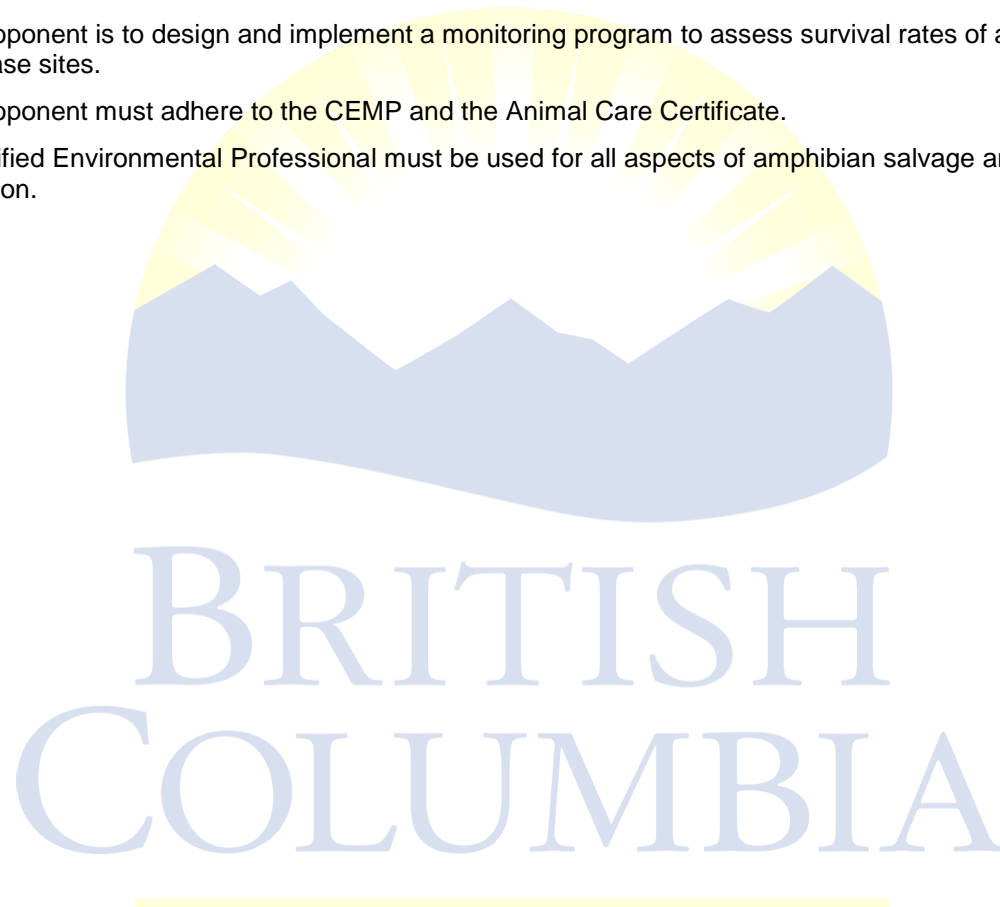 oponent is to design and implement a monitoring program to assess survival rates of a
ase sites.
oponent must adhere to the CEMP and the Animal Care Certificate.
ified Environmental Professional must be used for all aspects of amphibian salvage a
on.
BRITISH
COLUMBIA